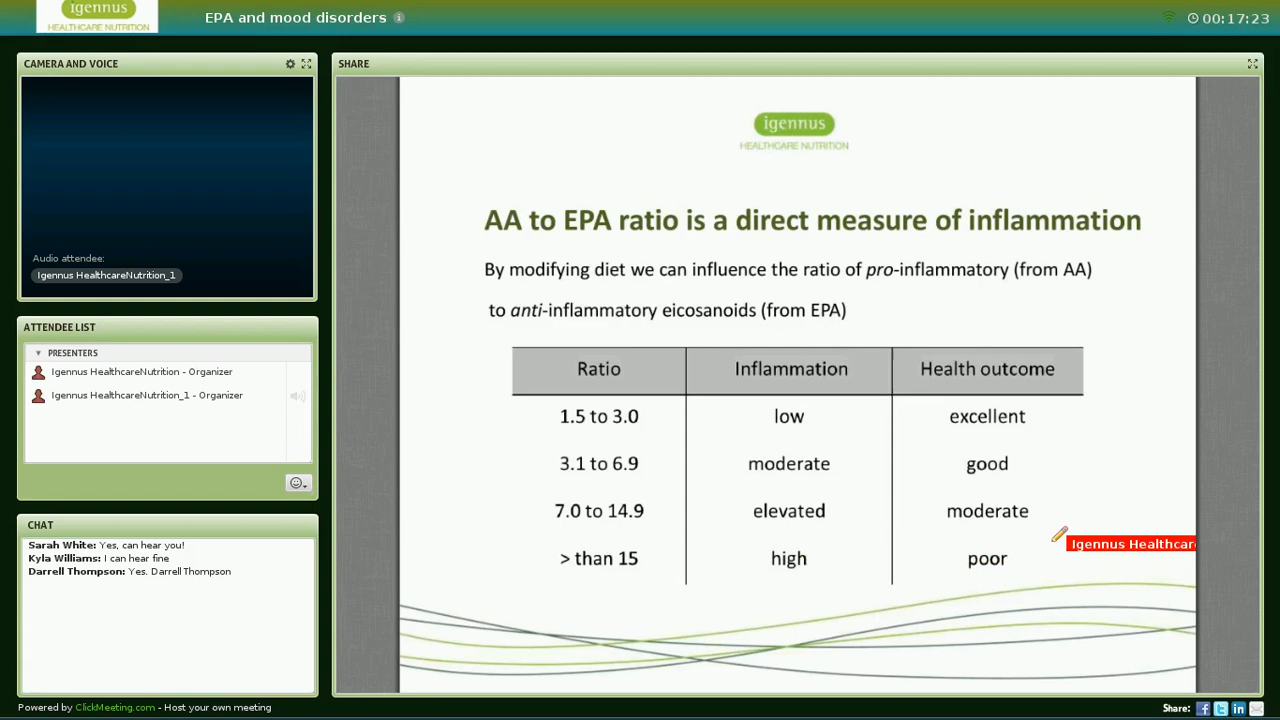 igennus
HEALTHCARE NUTRITION
EPA and mood disorders
00:17:23
CAMERA AND VOICE
Audio attendee:
Igennus HealthcareNutrition_1
ATTENDEE LIST
PRESENTERS
Igennus HealthcareNutrition - Organizer
Igennus HealthcareNutrition_1 - Organizer
CHAT
Sarah White: Yes, can hear you!
Kyla Williams: I can hear fine
Darrell Thompson: Yes. Darrell Thompson
SHARE
igennus
HEALTHCARE NUTRITION
AA to EPA ratio is a direct measure of inflammation
By modifying diet we can influence the ratio of pro-inflammatory (from AA)
to anti-inflammatory eicosanoids (from EPA)
Ratio Inflammation Health outcome
1.5 to 3.0 low excellent
3.1 to 6.9 moderate good
7.0 to 14.9 elevated moderate
> than 15 high poor
Igennus Healthcar
Powered by ClickMeeting.com - Host your own meeting
Share: